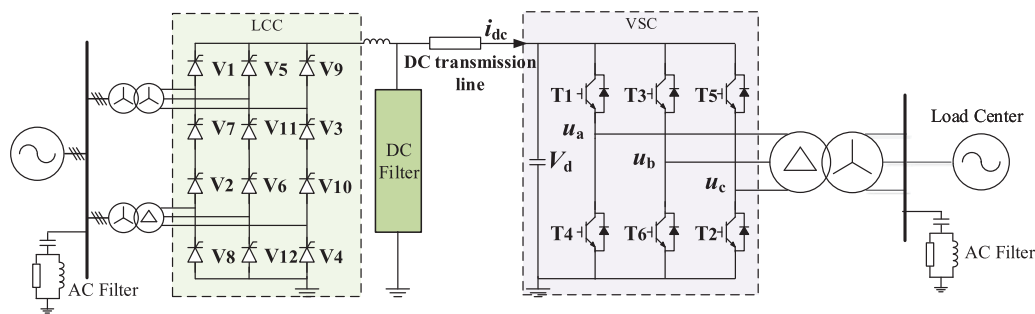 LCC
VSC
i_dc
DC transmission
line
V1 V5 V9
V7 V11 V3
V2 V6 V10
V8 V12 V4
DC
Filter
AC Filter
T1 T3 T5
u_a
u_b
u_c
V_d
T4 T6 T2
Load Center
AC Filter